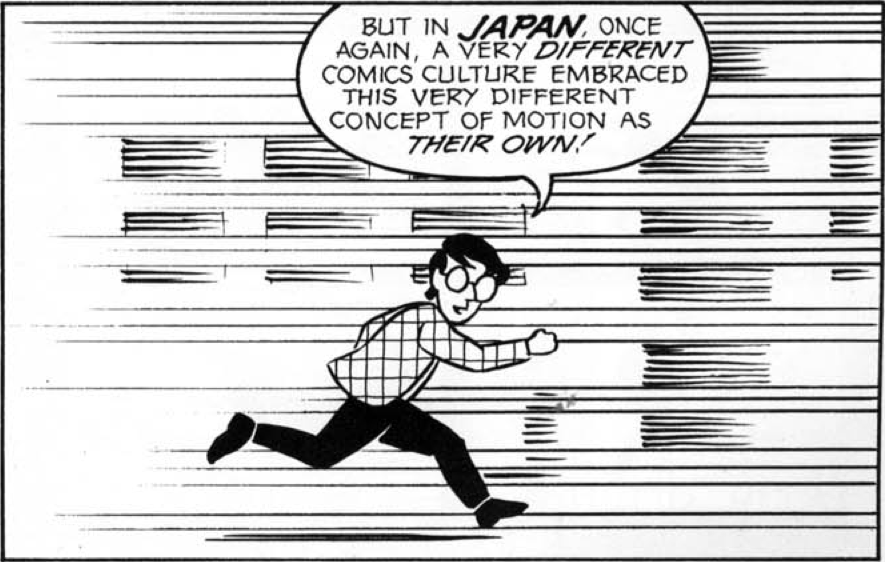 BUT IN JAPAN, ONCE
AGAIN, A VERY DIFFERENT
COMICS CULTURE EMBRACED
THIS VERY DIFFERENT
CONCEPT OF MOTION AS
THEIR OWN!